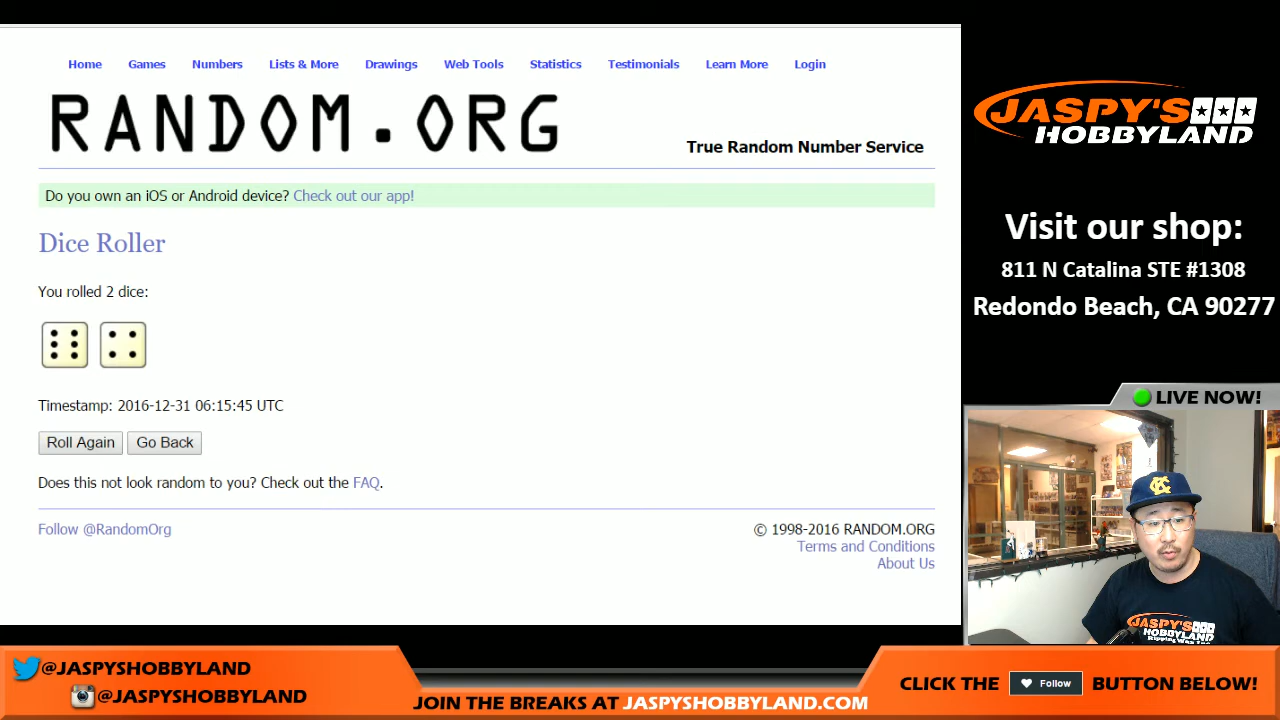 Home Games Numbers Lists & More Drawings Web Tools Statistics Testimonials Learn More Login
RANDOM.ORG
True Random Number Service
Do you own an iOS or Android device? Check out our app!
Dice Roller
You rolled 2 dice:
Timestamp: 2016-12-31 06:15:45 UTC
Roll Again Go Back
Does this not look random to you? Check out the FAQ.
Follow @RandomOrg
© 1998-2016 RANDOM.ORG
Terms and Conditions
About Us
JASPY'S
HOBBYLAND
Visit our shop:
811 N Catalina STE #1308
Redondo Beach, CA 90277
LIVE NOW!
JASPY'S
HOBBYLAND
@JASPYSHOBBYLAND
@JASPYSHOBBYLAND
JOIN THE BREAKS AT JASPYSHOBBYLAND.COM
CLICK THE Follow BUTTON BELOW!